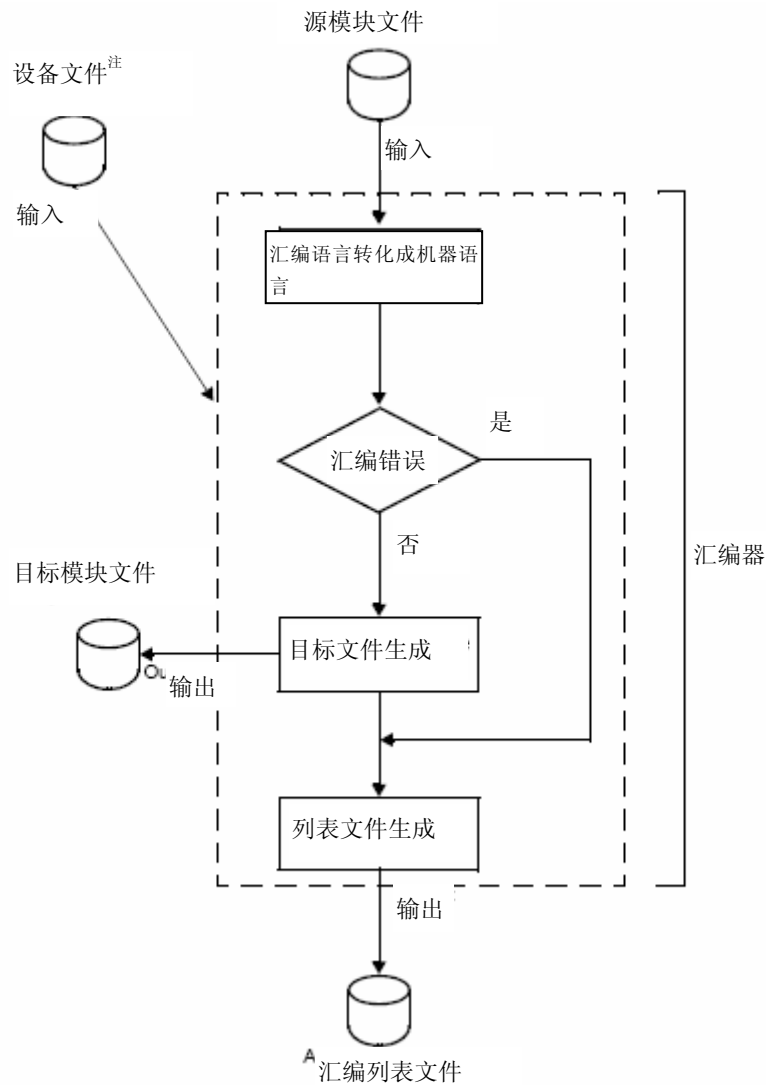 源模块文件
设备文件注
输入
输入
汇编语言转化成机器语
言
是
汇编错误
否
汇编器
目标模块文件
目标文件生成
Ou
输出
列表文件生成
输出
A
汇编列表文件